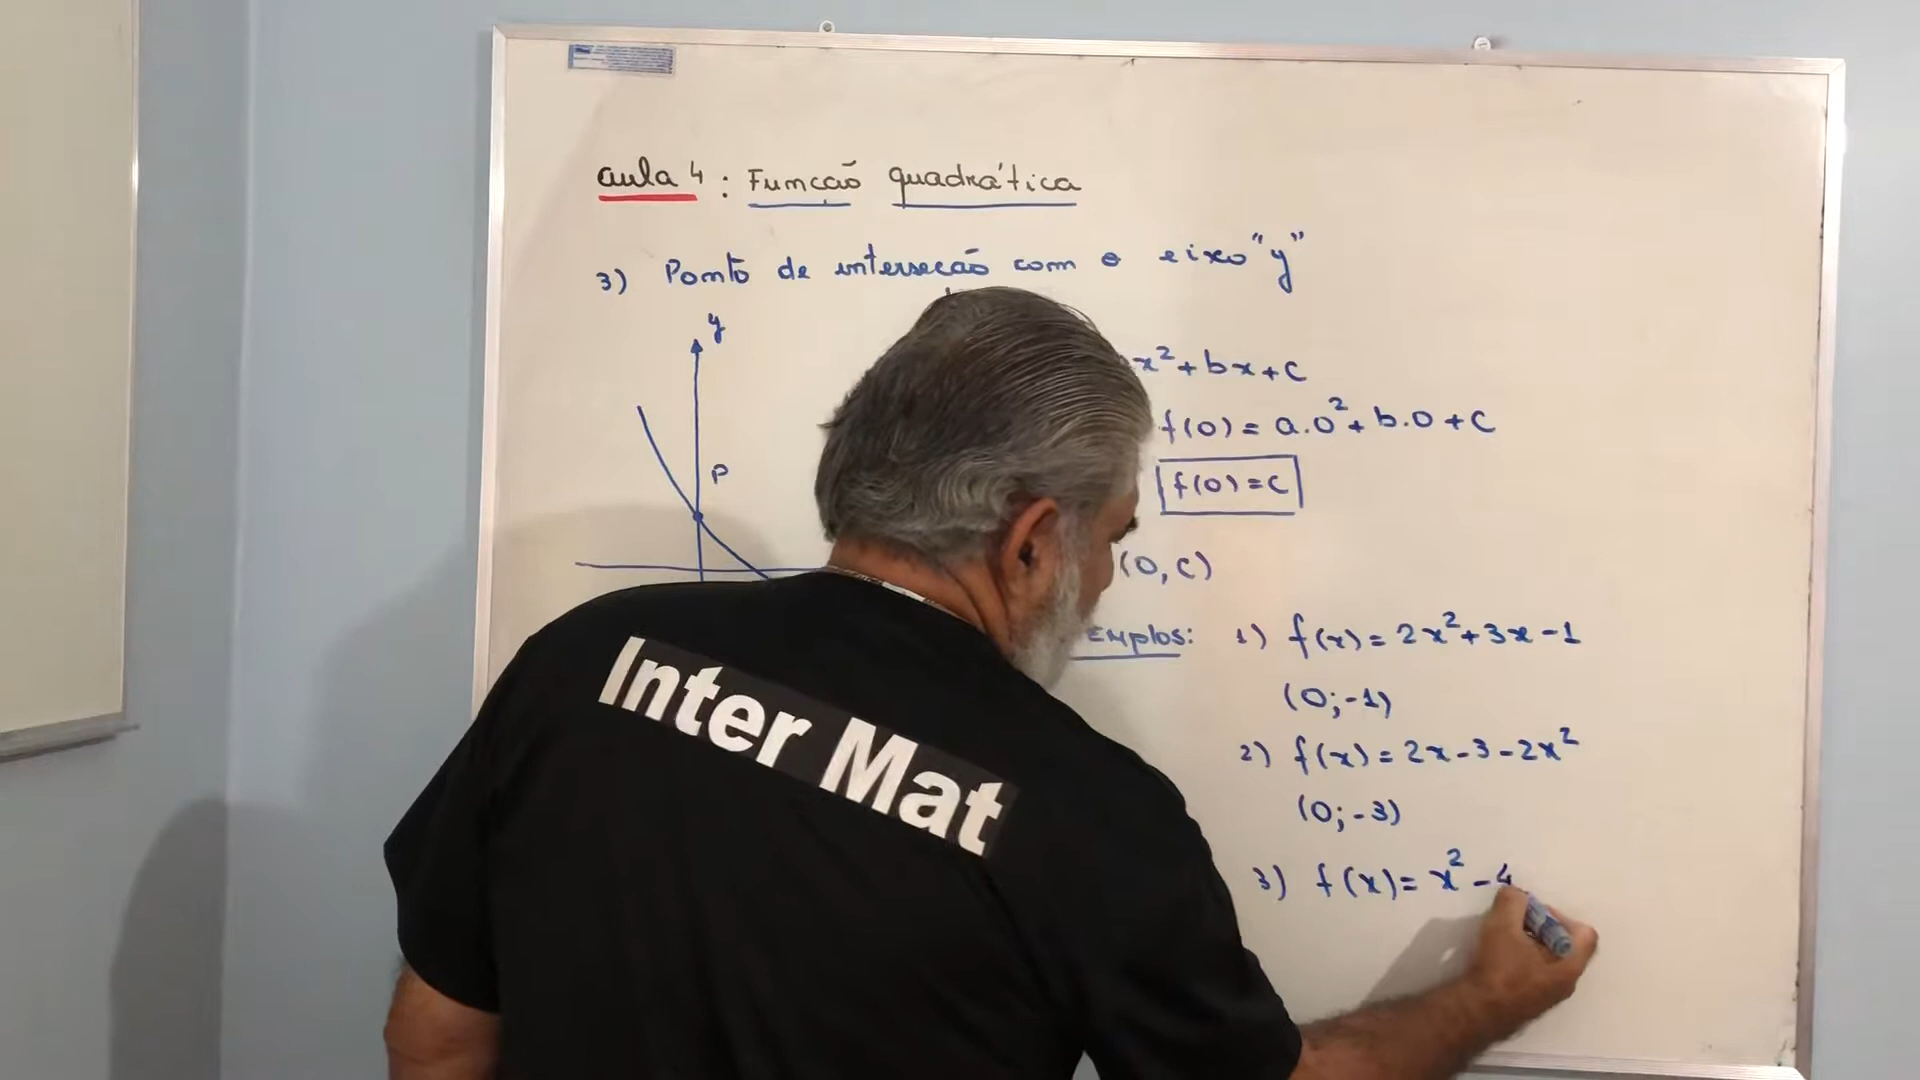 aula 4: Função quadrática
3) Ponto de interseção com o eixo "y"
y
x²+bx+c
f(0)= a.0²+b.0+c
P
f(0)=c
(0,c)
Emplos: 1) f(x)= 2x²+3x-1
(0;-1)
2) f(x)= 2x-3-2x²
(0;-3)
3) f(x)= x²-4
Inter Mat